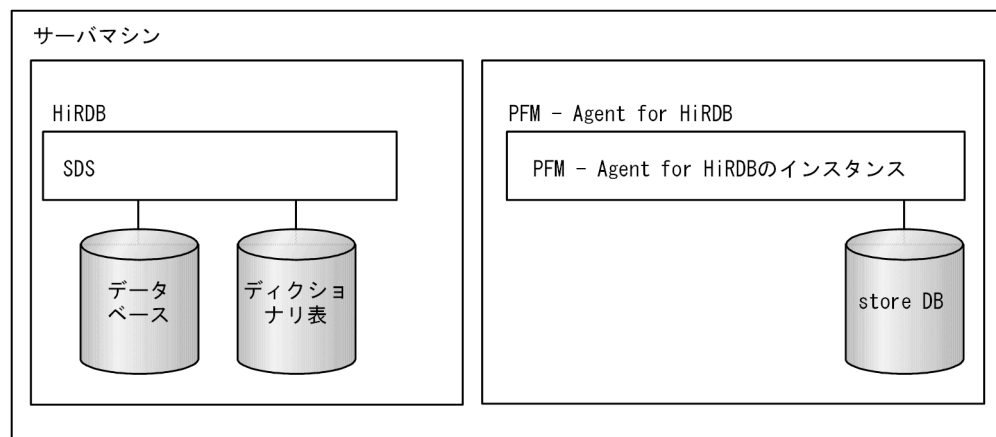 サーバマシン
HiRDB
SDS
データ
ベース
ディクショ
ナリ表
PFM - Agent for HiRDB
PFM - Agent for HiRDBのインスタンス
store DB